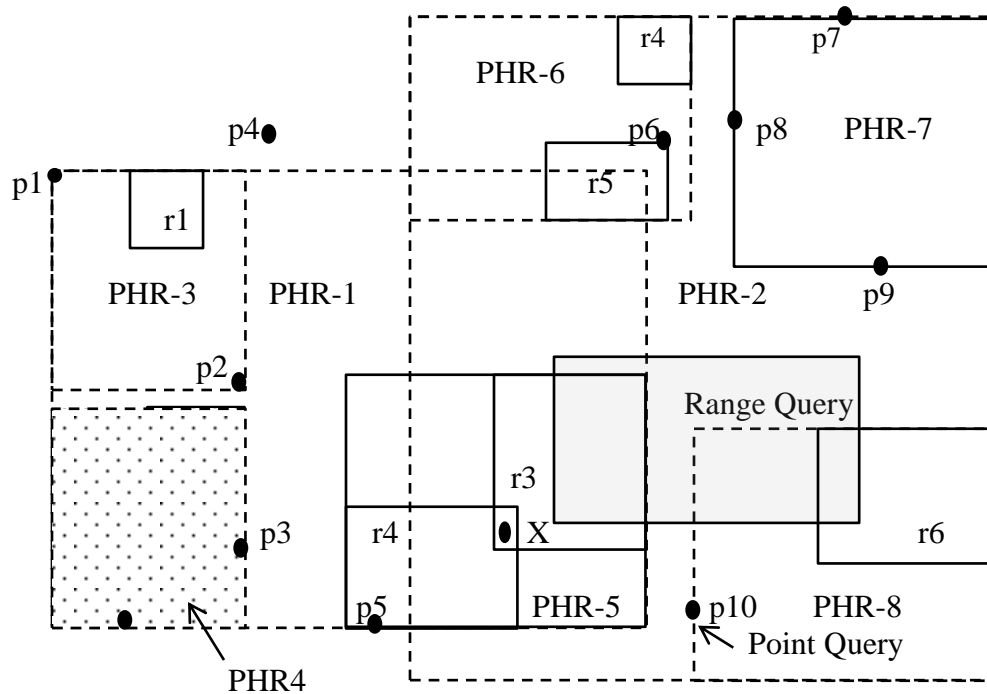 r4
p7
PHR-6
p4
p6
p8
PHR-7
p1
r5
r1
PHR-3
PHR-1
PHR-2
p9
p2
Range Query
r3
r4
X
p3
r6
p5
PHR-5
p10
PHR-8
Point Query
PHR4